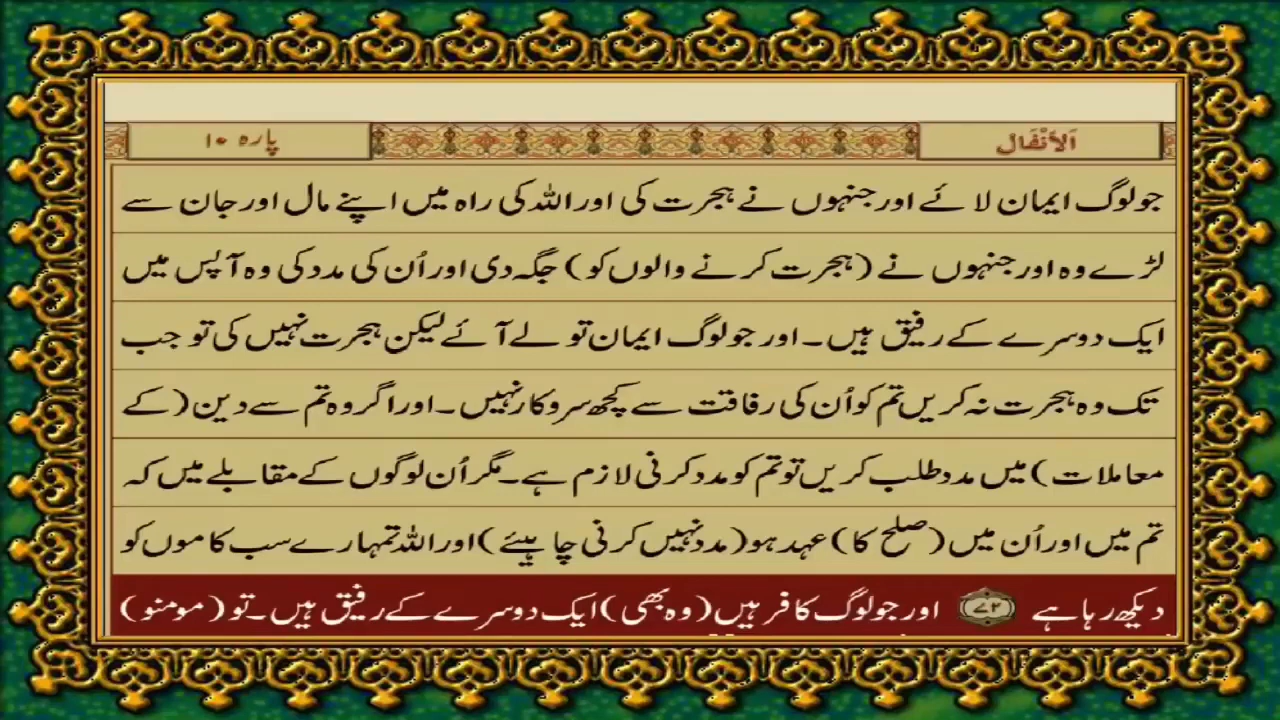 اَلْاَنْفَال
پارہ ۱۰
جو لوگ ایمان لائے اور جنہوں نے ہجرت کی اور اللہ کی راہ میں اپنے مال اور جان سے
لڑے وہ اور جنہوں نے (ہجرت کرنے والوں کو) جگہ دی اور اُن کی مدد کی وہ آپس میں
ایک دوسرے کے رفیق ہیں۔ اور جو لوگ ایمان تو لے آئے لیکن ہجرت نہیں کی تو جب
تک وہ ہجرت نہ کریں تم کو اُن کی رفاقت سے کچھ سروکار نہیں۔ اور اگر وہ تم سے دین (کے
معاملات) میں مدد طلب کریں تو تم کو مدد کرنی لازم ہے۔ مگر اُن لوگوں کے مقابلے میں کہ
تم میں اور اُن میں (صلح کا) عہد ہو (مدد نہیں کرنی چاہیئے) اور اللہ تمہارے سب کاموں کو
دیکھ رہا ہے ۷۲ اور جو لوگ کافر ہیں (وہ بھی) ایک دوسرے کے رفیق ہیں۔ تو (مومنو)